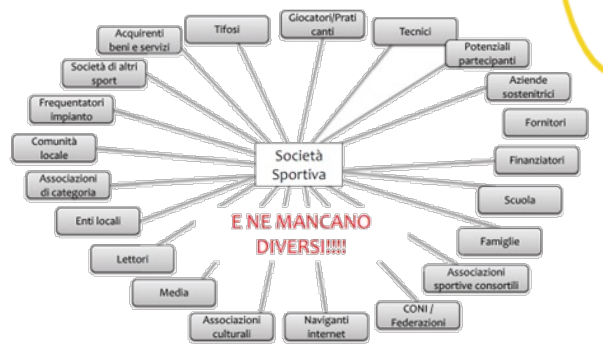 Giocatori/Prati
canti
Tifosi
Tecnici
Acquirenti
beni e servizi
Potenziali
partecipanti
Società di altri
sport
Aziende
sostenitrici
Frequentatori
impianto
Fornitori
Comunità
locale
Società
Sportiva
Finanziatori
Associazioni
di categoria
Scuola
Enti locali
E NE MANCANO
DIVERSI!!!!
Famiglie
Lettori
Associazioni
sportive consortili
Media
CONI /
Federazioni
Associazioni
culturali
Naviganti
internet